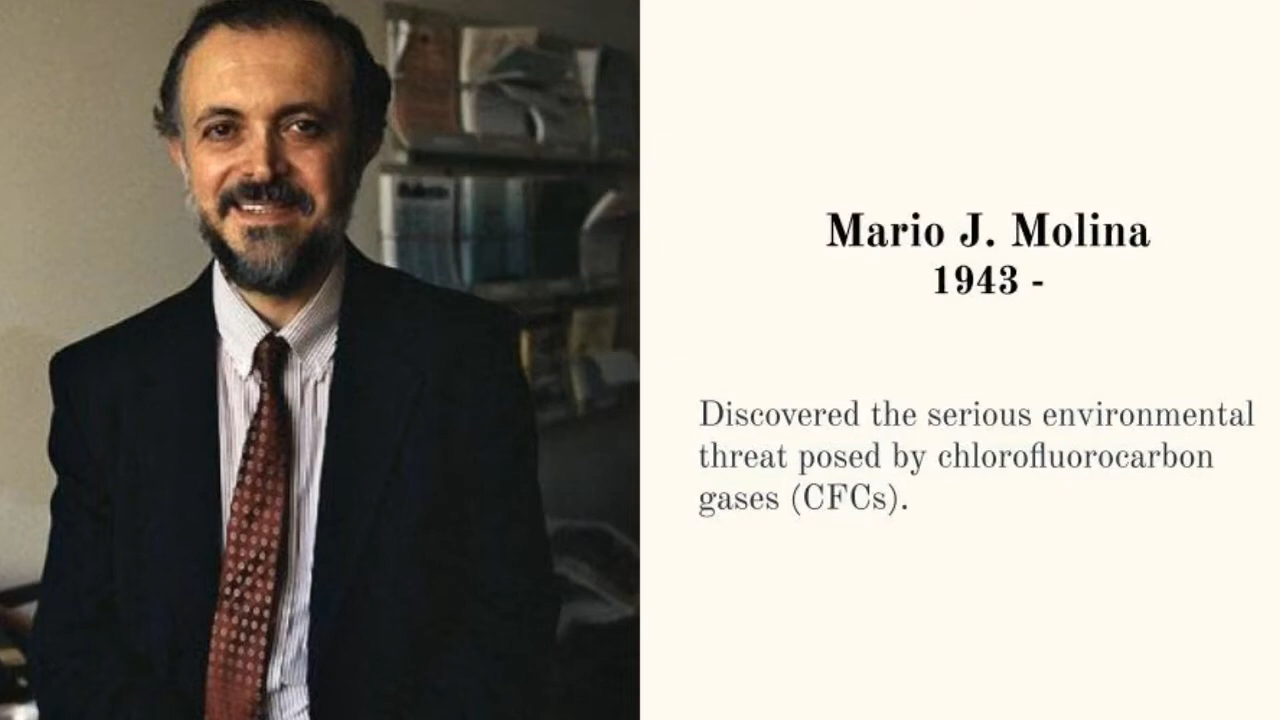 Mario J. Molina
1943 -
Discovered the serious environmental
threat posed by chlorofluorocarbon
gases (CFCs).